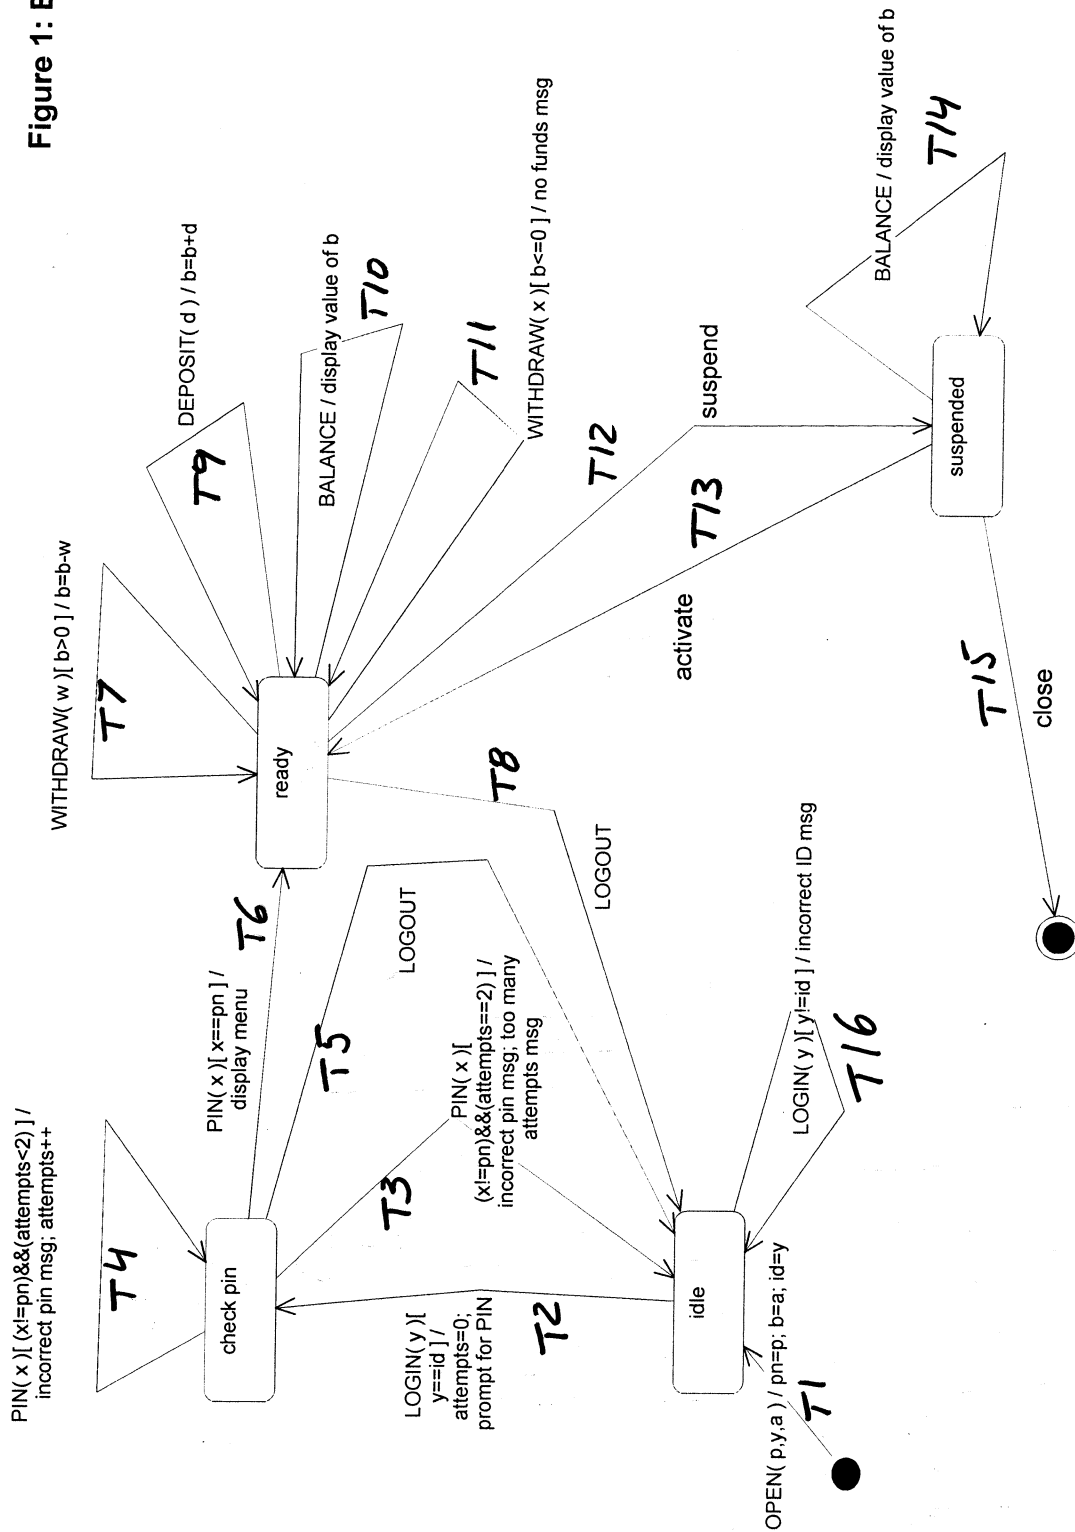 Figure 1:
PIN( x )[ (x!=pn)&&(attempts<2) ] /
incorrect pin msg; attempts++
T4
check pin
PIN( x )[ x==pn ] /
display menu
T6
T5
LOGOUT
T3
PIN( x )[
(x!=pn)&&(attempts==2) ] /
incorrect pin msg; too many
attempts msg
LOGIN( y )[
y==id ] /
attempts=0;
prompt for PIN
T2
idle
OPEN( p,y,a ) / pn=p; b=a; id=y
T1
LOGIN( y )[ y!=id ] / incorrect ID msg
T16
WITHDRAW( w )[ b>0 ] / b=b-w
T7
ready
DEPOSIT( d ) / b=b+d
T9
BALANCE / display value of b
T10
T11
WITHDRAW( x )[ b<=0 ] / no funds msg
T8
LOGOUT
T12
suspend
T13
activate
suspended
BALANCE / display value of b
T14
T15
close